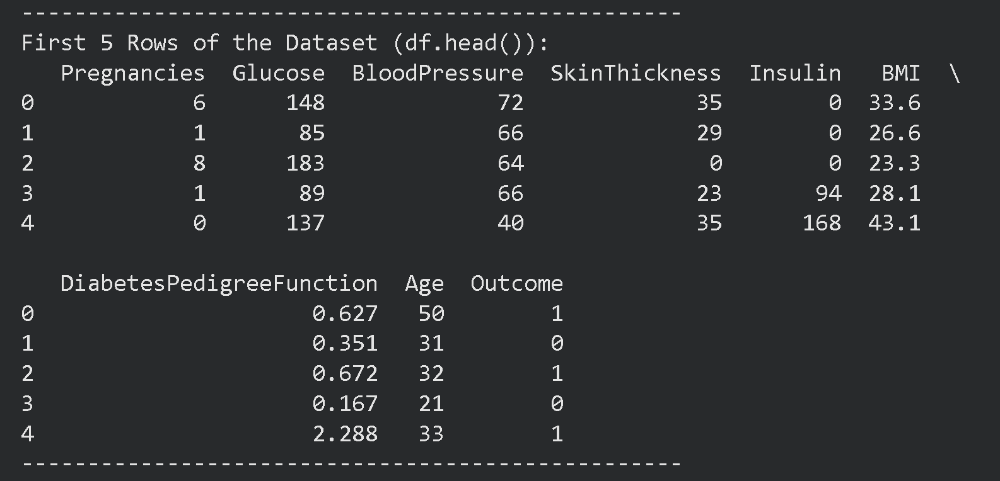 --------------------------------------------------
First 5 Rows of the Dataset (df.head()):
   Pregnancies  Glucose  BloodPressure  SkinThickness  Insulin   BMI  \
0            6      148             72             35        0  33.6
1            1       85             66             29        0  26.6
2            8      183             64              0        0  23.3
3            1       89             66             23       94  28.1
4            0      137             40             35      168  43.1

   DiabetesPedigreeFunction  Age  Outcome
0                     0.627   50        1
1                     0.351   31        0
2                     0.672   32        1
3                     0.167   21        0
4                     2.288   33        1
--------------------------------------------------